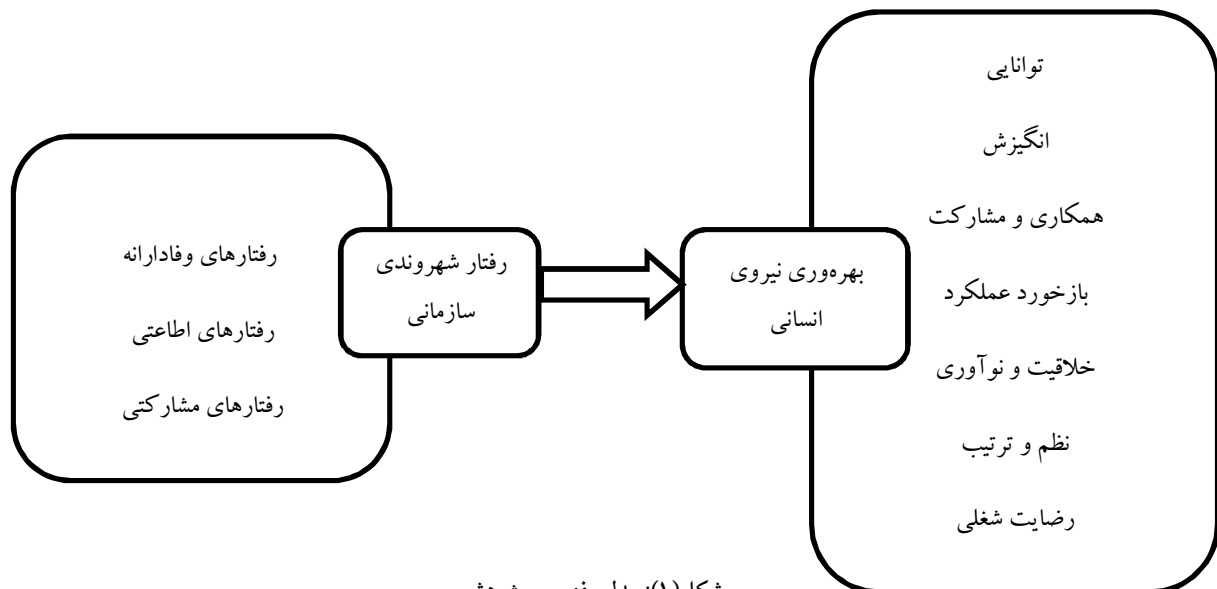 توانایی
انگیزش
همکاری و مشارکت
بازخورد عملکرد
خلاقیت و نوآوری
نظم و ترتیب
رضایت شغلی
بهره‌وری نیروی
انسانی
رفتار شهروندی
سازمانی
رفتارهای وفادارانه
رفتارهای اطاعتی
رفتارهای مشارکتی